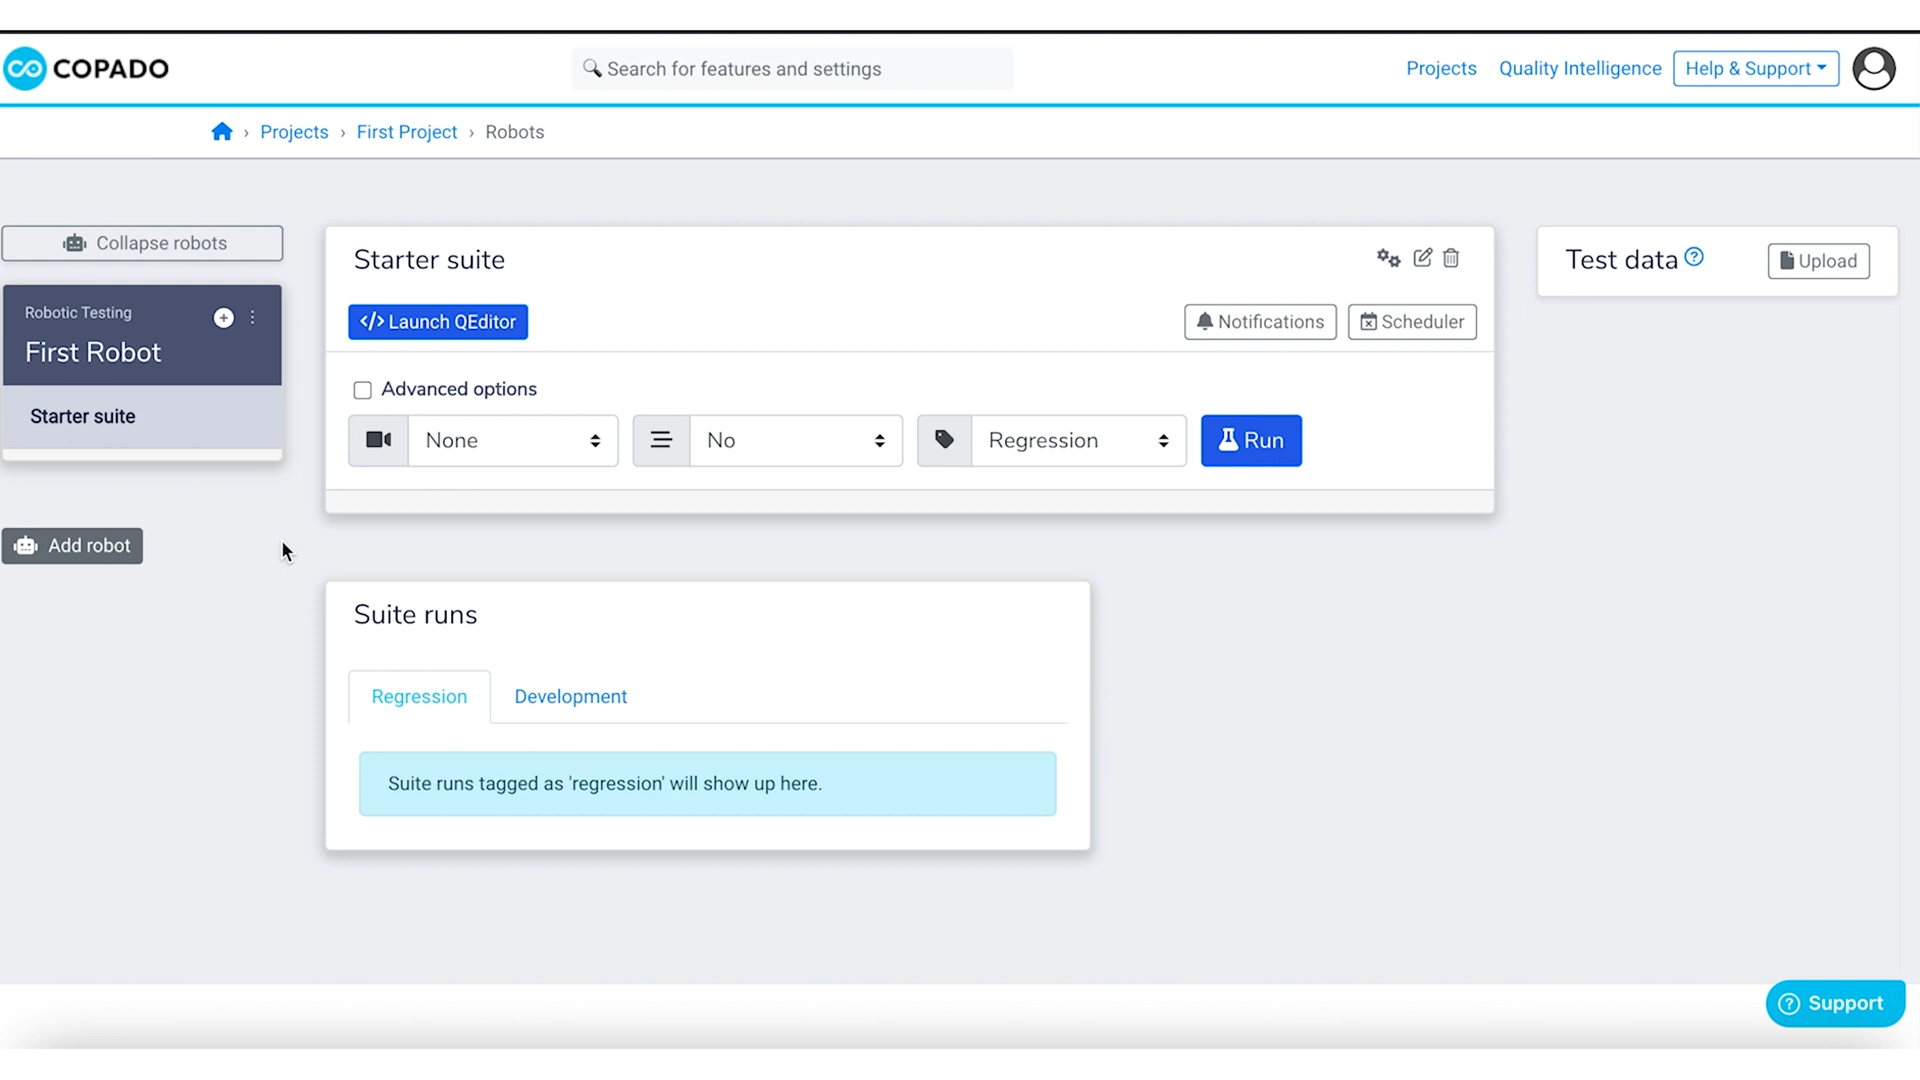 COPADO
Search for features and settings
Projects
Quality Intelligence
Help & Support
Projects › First Project › Robots
Collapse robots
Robotic Testing
First Robot
Starter suite
Add robot
Starter suite
</> Launch QEditor
Notifications
Scheduler
Advanced options
None
No
Regression
Run
Test data
Upload
Suite runs
Regression
Development
Suite runs tagged as 'regression' will show up here.
Support